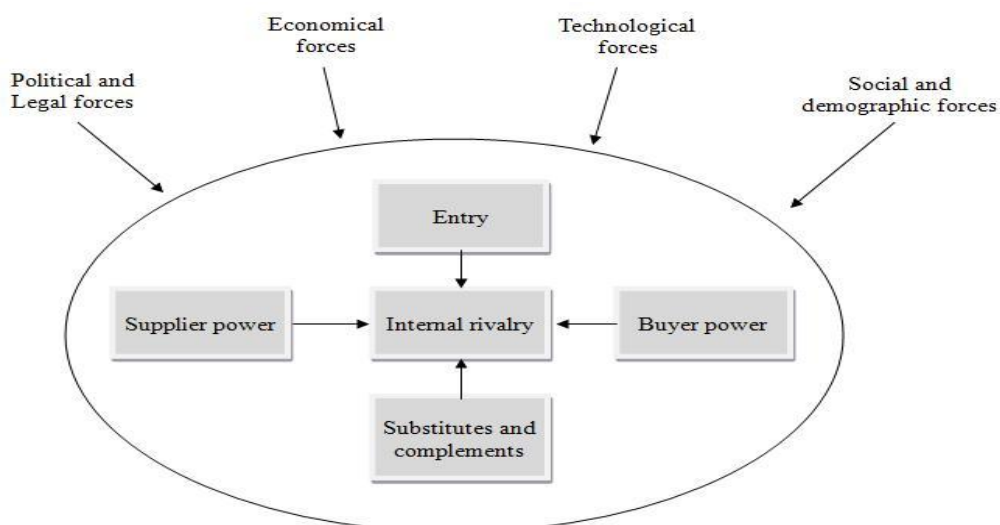 Economical
forces
Technological
forces
Political and
Legal forces
Social and
demographic forces
Entry
Supplier power
Internal rivalry
Buyer power
Substitutes and
complements